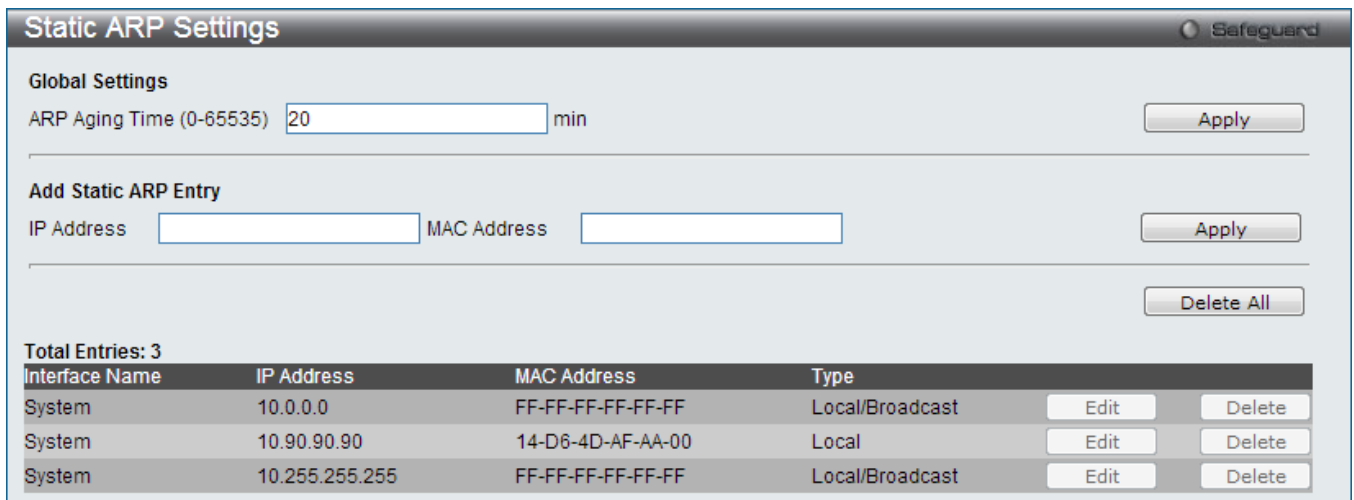 Static ARP Settings Safeguard
Global Settings
ARP Aging Time (0-65535) 20 min Apply
Add Static ARP Entry
IP Address MAC Address Apply
Delete All
Total Entries: 3
Interface Name IP Address MAC Address Type
System 10.0.0.0 FF-FF-FF-FF-FF-FF Local/Broadcast Edit Delete
System 10.90.90.90 14-D6-4D-AF-AA-00 Local Edit Delete
System 10.255.255.255 FF-FF-FF-FF-FF-FF Local/Broadcast Edit Delete